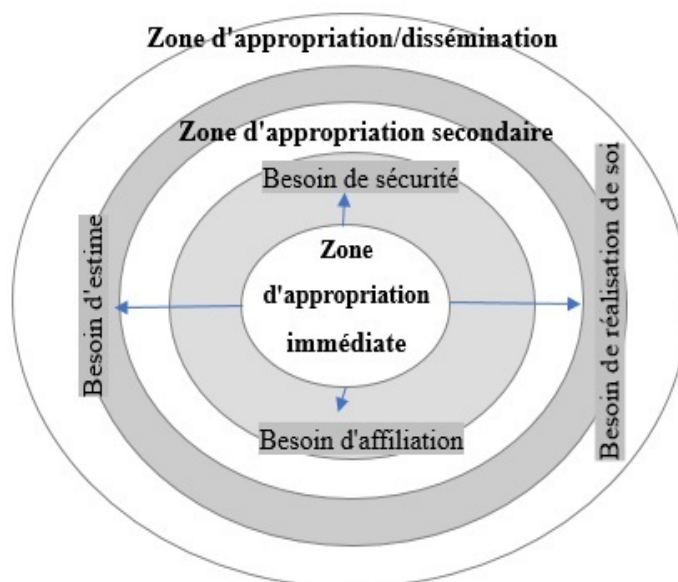 Zone d'appropriation/dissémination
Zone d'appropriation secondaire
Besoin de sécurité
Zone
d'appropriation
immédiate
Besoin d'estime
Besoin de réalisation de soi
Besoin d'affiliation